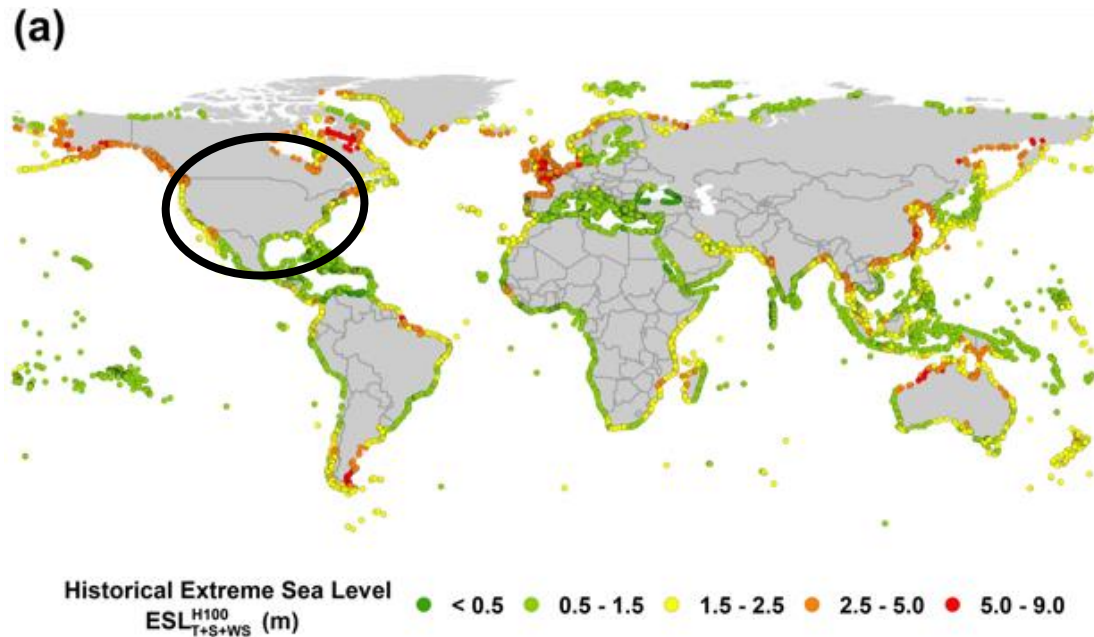 (a)
Historical Extreme Sea Level
ESL^H100_T+S+WS (m)
< 0.5
0.5 - 1.5
1.5 - 2.5
2.5 - 5.0
5.0 - 9.0